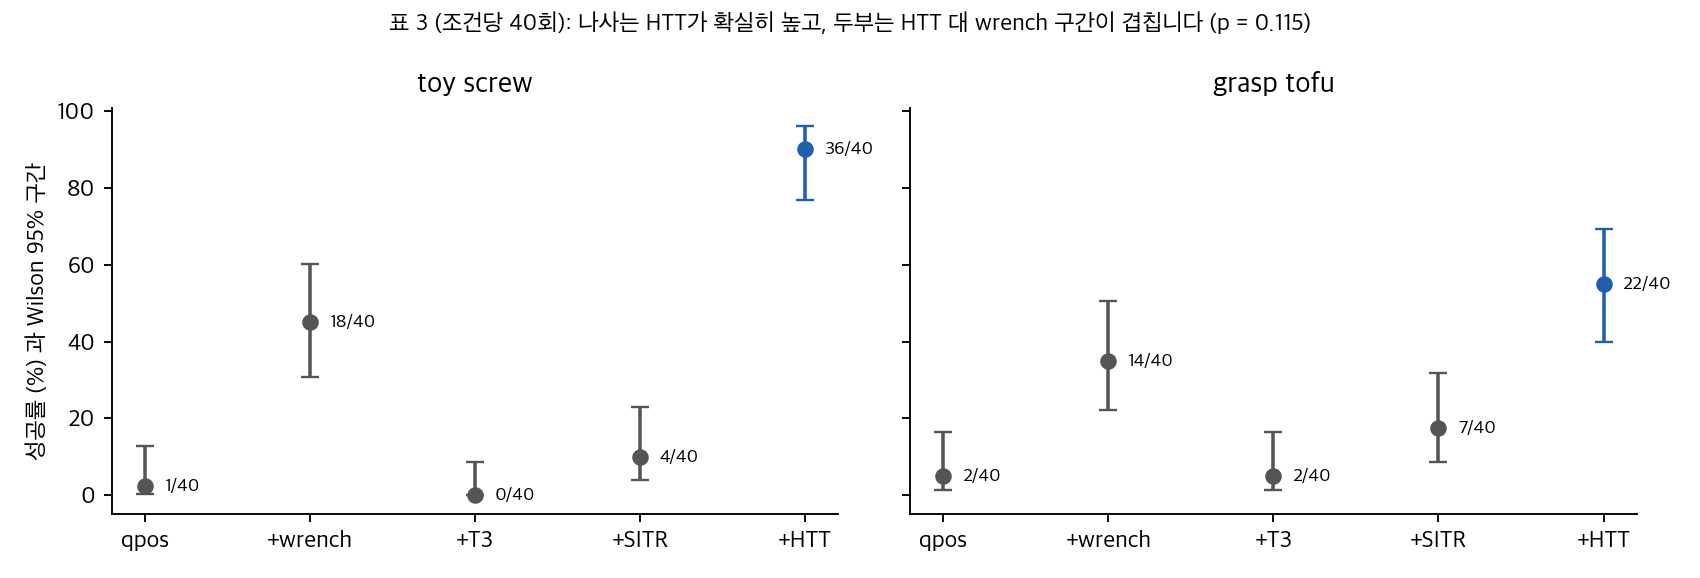 표 3 (조건당 40회): 나사는 HTT가 확실히 높고, 두부는 HTT 대 wrench 구간이 겹칩니다 (p = 0.115)
toy screw
grasp tofu
성공률 (%) 과 Wilson 95% 구간
100
80
60
40
20
0
1/40
18/40
0/40
4/40
36/40
2/40
14/40
2/40
7/40
22/40
qpos
+wrench
+T3
+SITR
+HTT
qpos
+wrench
+T3
+SITR
+HTT